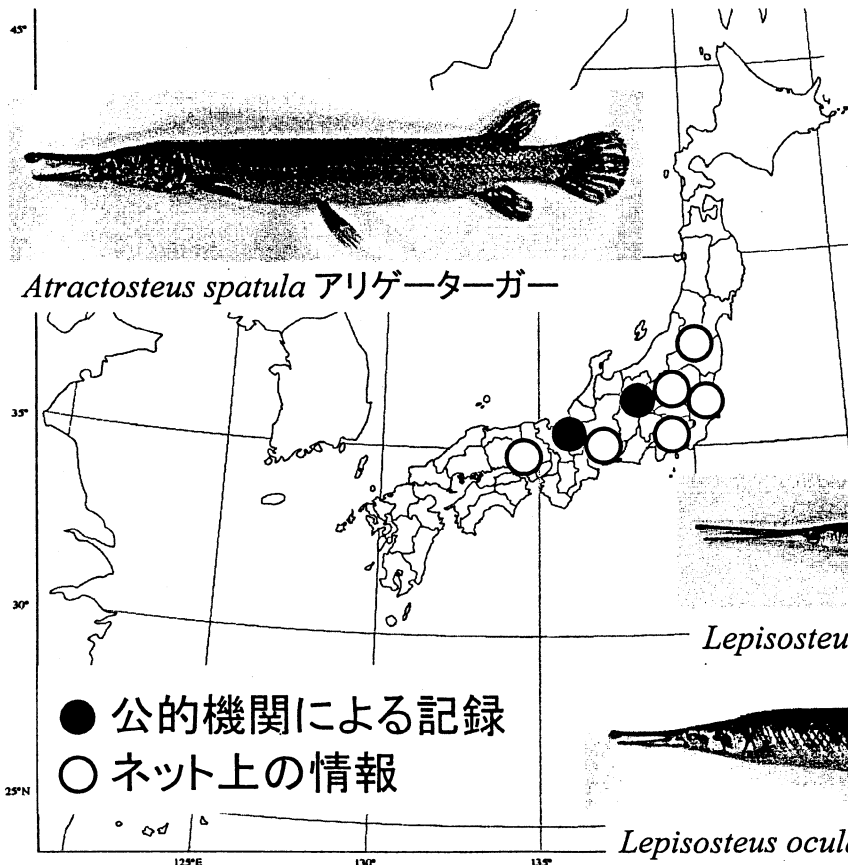 45°
Atractosteus spatula アリゲーターガー
35°
30°
Lepisosteu
● 公的機関による記録
○ ネット上の情報
25°N
Lepisosteus ocula
125°E 130° 135°